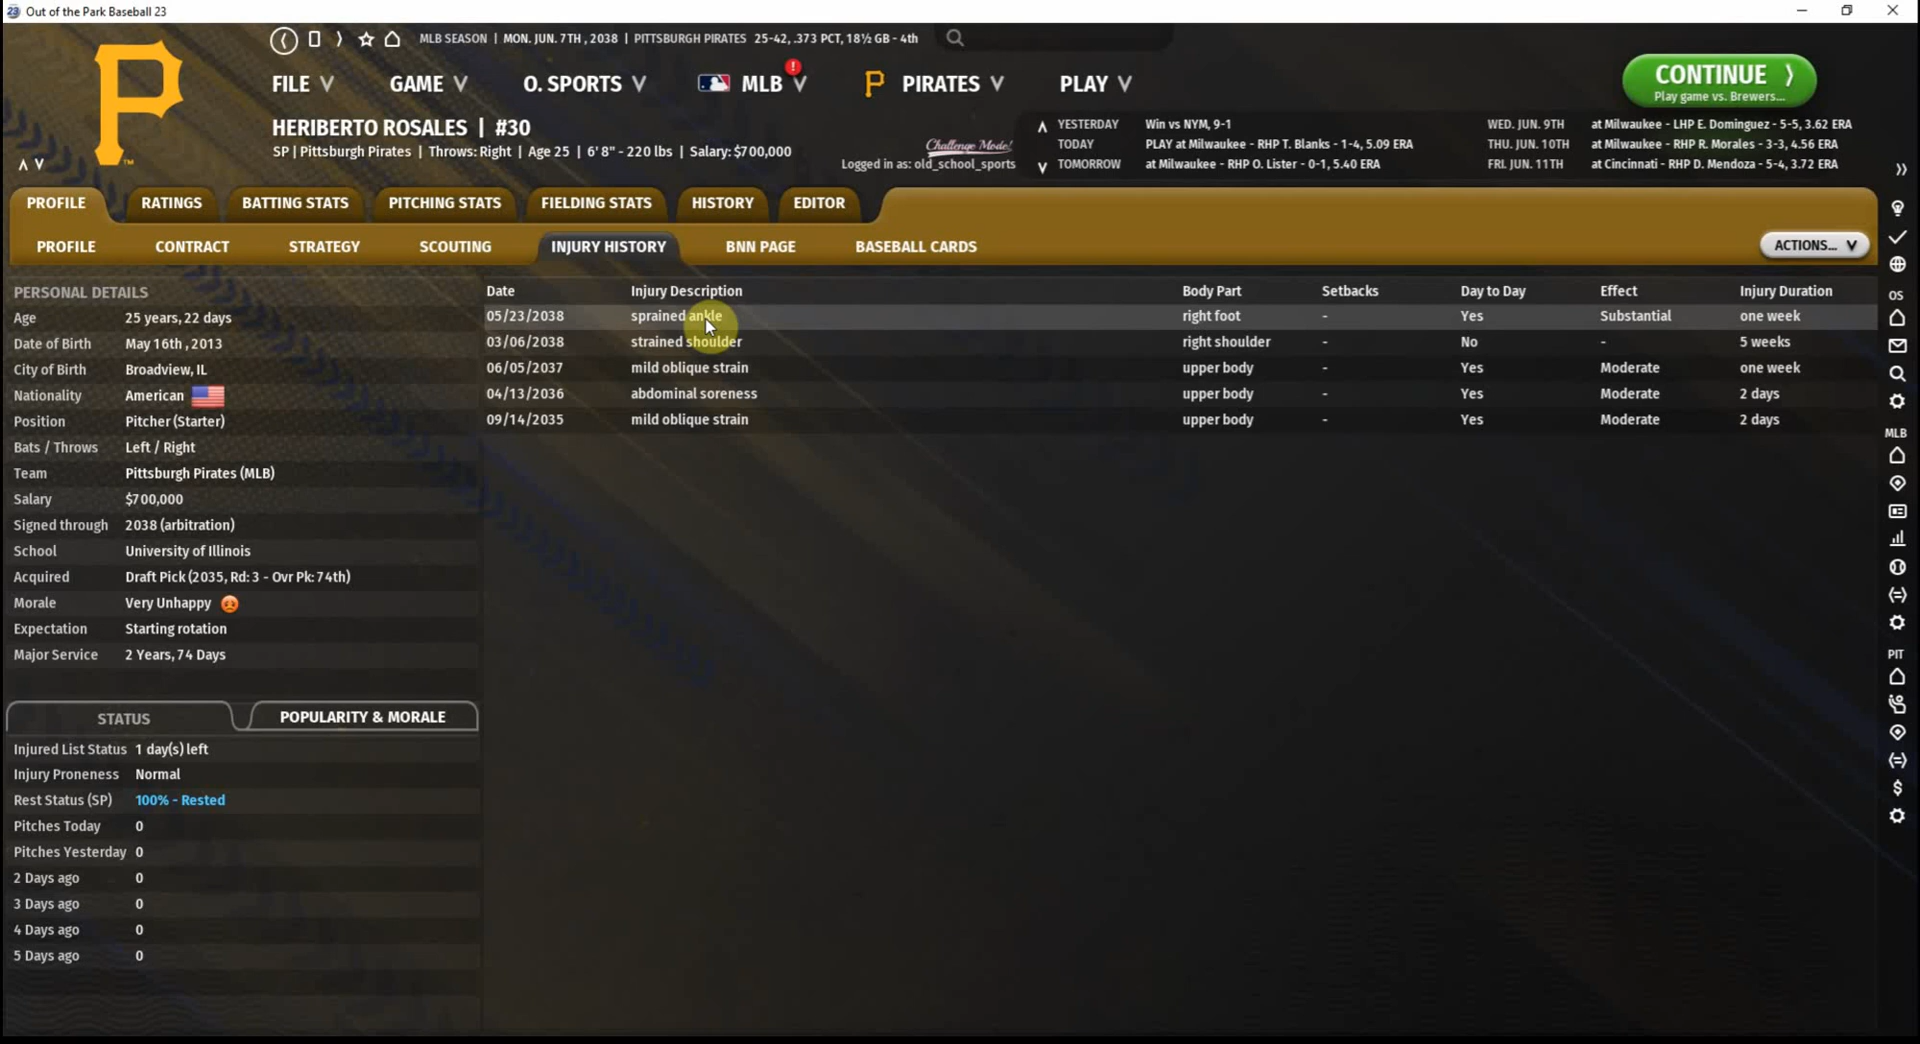 23 Out of the Park Baseball 23
MLB SEASON | MON. JUN. 7TH , 2038 | PITTSBURGH PIRATES 25-42, .373 PCT, 18½ GB - 4th
FILE GAME O. SPORTS MLB ! PIRATES PLAY
P
P
TM
CONTINUE
Play game vs. Brewers...
HERIBERTO ROSALES | #30
SP | Pittsburgh Pirates | Throws: Right | Age 25 | 6' 8" - 220 lbs | Salary: $700,000
Challenge Mode!
Logged in as: old_school_sports
YESTERDAY Win vs NYM, 9-1
TODAY PLAY at Milwaukee - RHP T. Blanks - 1-4, 5.09 ERA
TOMORROW at Milwaukee - RHP O. Lister - 0-1, 5.40 ERA
WED. JUN. 9TH at Milwaukee - LHP E. Dominguez - 5-5, 3.62 ERA
THU. JUN. 10TH at Milwaukee - RHP R. Morales - 3-3, 4.56 ERA
FRI. JUN. 11TH at Cincinnati - RHP D. Mendoza - 5-4, 3.72 ERA
PROFILE RATINGS BATTING STATS PITCHING STATS FIELDING STATS HISTORY EDITOR
PROFILE CONTRACT STRATEGY SCOUTING INJURY HISTORY BNN PAGE BASEBALL CARDS
ACTIONS...
PERSONAL DETAILS
Age 25 years, 22 days
Date of Birth May 16th , 2013
City of Birth Broadview, IL
Nationality American
Position Pitcher (Starter)
Bats / Throws Left / Right
Team Pittsburgh Pirates (MLB)
Salary $700,000
Signed through 2038 (arbitration)
School University of Illinois
Acquired Draft Pick (2035, Rd: 3 - Ovr Pk: 74th)
Morale Very Unhappy
Expectation Starting rotation
Major Service 2 Years, 74 Days
STATUS POPULARITY & MORALE
Injured List Status 1 day(s) left
Injury Proneness Normal
Rest Status (SP) 100% - Rested
Pitches Today 0
Pitches Yesterday 0
2 Days ago 0
3 Days ago 0
4 Days ago 0
5 Days ago 0
Date Injury Description Body Part Setbacks Day to Day Effect Injury Duration
05/23/2038 sprained ankle right foot - Yes Substantial one week
03/06/2038 strained shoulder right shoulder - No - 5 weeks
06/05/2037 mild oblique strain upper body - Yes Moderate one week
04/13/2036 abdominal soreness upper body - Yes Moderate 2 days
09/14/2035 mild oblique strain upper body - Yes Moderate 2 days
OS
MLB
PIT
$